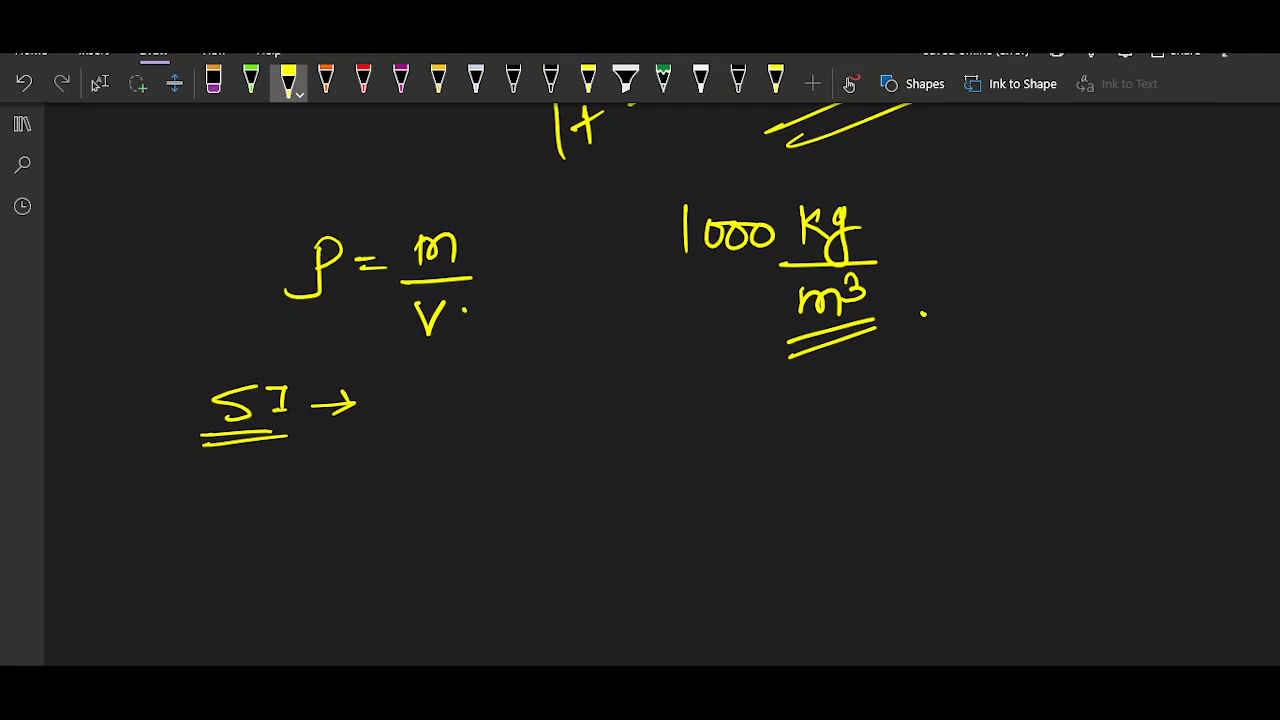 Shapes Ink to Shape Ink to Text
ρ = m / V.
1000 kg / m³.
SI →